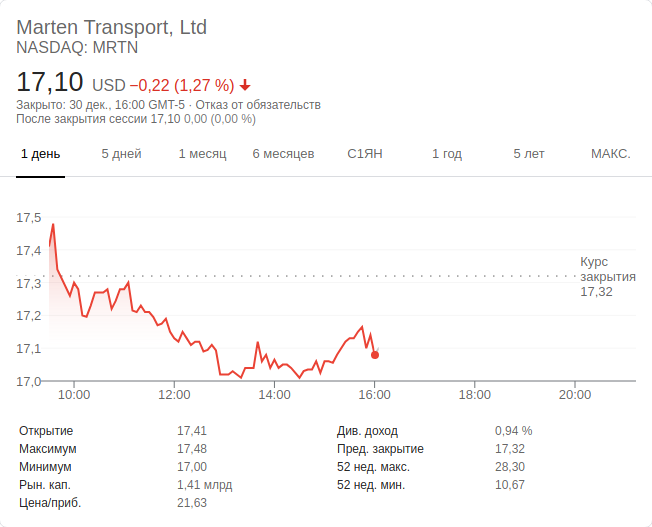 Marten Transport, Ltd
NASDAQ: MRTN
17,10 USD −0,22 (1,27 %)
Закрыто: 30 дек., 16:00 GMT-5 · Отказ от обязательств
После закрытия сессии 17,10 0,00 (0,00 %)
1 день 5 дней 1 месяц 6 месяцев С1ЯН 1 год 5 лет МАКС.
17,5
17,4
17,3
17,2
17,1
17,0
Курс
закрытия
17,32
10:00 12:00 14:00 16:00 18:00 20:00
Открытие 17,41 Див. доход 0,94 %
Максимум 17,48 Пред. закрытие 17,32
Минимум 17,00 52 нед. макс. 28,30
Рын. кап. 1,41 млрд 52 нед. мин. 10,67
Цена/приб. 21,63